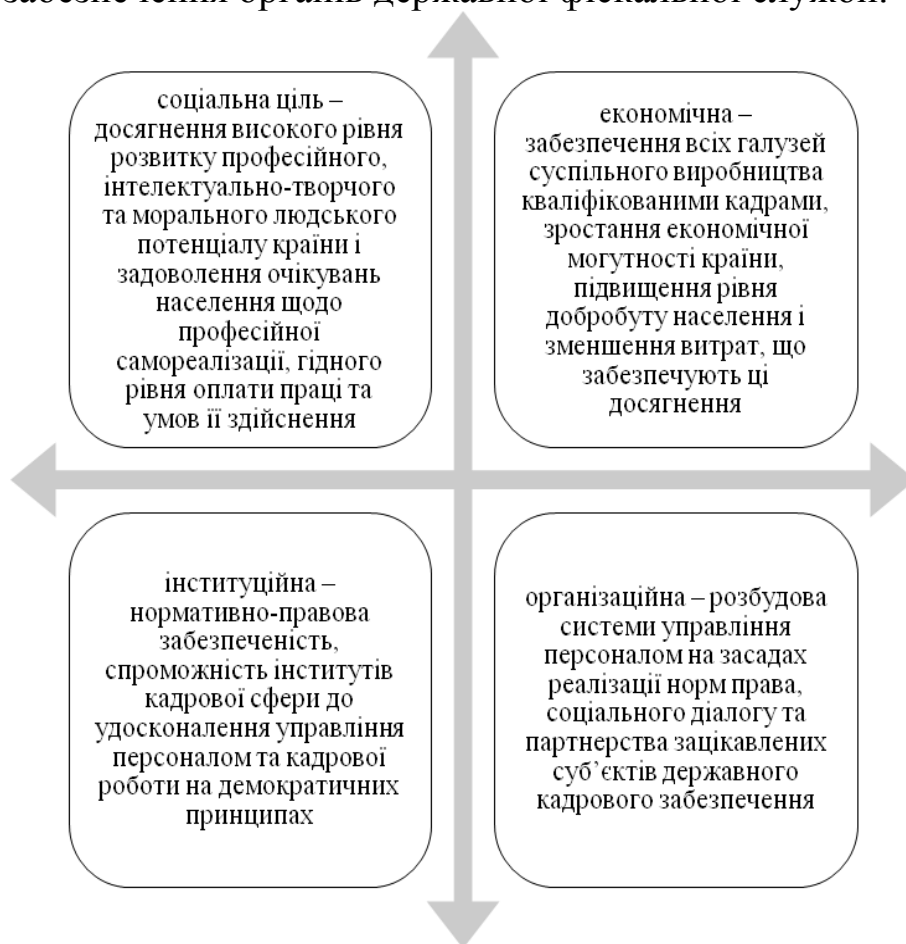 забезпечення органів державної фіскальної служби.
соціальна ціль –
досягнення високого рівня
розвитку професійного,
інтелектуально-творчого
та морального людського
потенціалу країни і
задоволення очікувань
населення щодо
професійної
самореалізації, гідного
рівня оплати праці та
умов її здійснення
економічна –
забезпечення всіх галузей
суспільного виробництва
кваліфікованими кадрами,
зростання економічної
могутності країни,
підвищення рівня
добробуту населення і
зменшення витрат, що
забезпечують ці
досягнення
інституційна –
нормативно-правова
забезпеченість,
спроможність інститутів
кадрової сфери до
удосконалення управління
персоналом та кадрової
роботи на демократичних
принципах
організаційна – розбудова
системи управління
персоналом на засадах
реалізації норм права,
соціального діалогу та
партнерства зацікавлених
суб’єктів державного
кадрового забезпечення